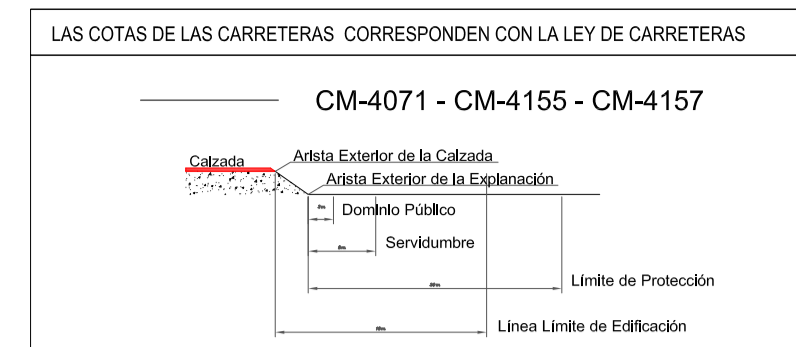 LAS COTAS DE LAS CARRETERAS CORRESPONDEN CON LA LEY DE CARRETERAS
CM-4071 - CM-4155 - CM-4157
Calzada
Arista Exterior de la Calzada
Arista Exterior de la Explanación
Dominio Público
Servidumbre
Límite de Protección
Línea Límite de Edificación